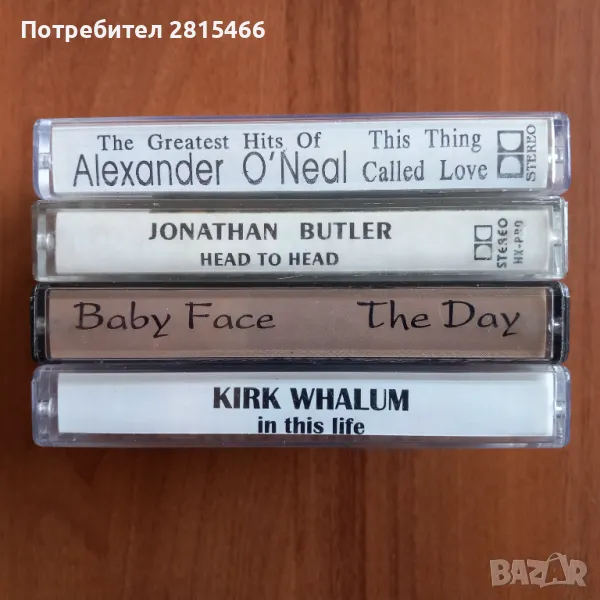 Потребител 2815466
The Greatest Hits Of
Alexander O'Neal
This Thing
Called Love
STEREO
JONATHAN BUTLER
HEAD TO HEAD
STEREO
HX-PRO
Baby Face The Day
KIRK WHALUM
in this life
BAZAR